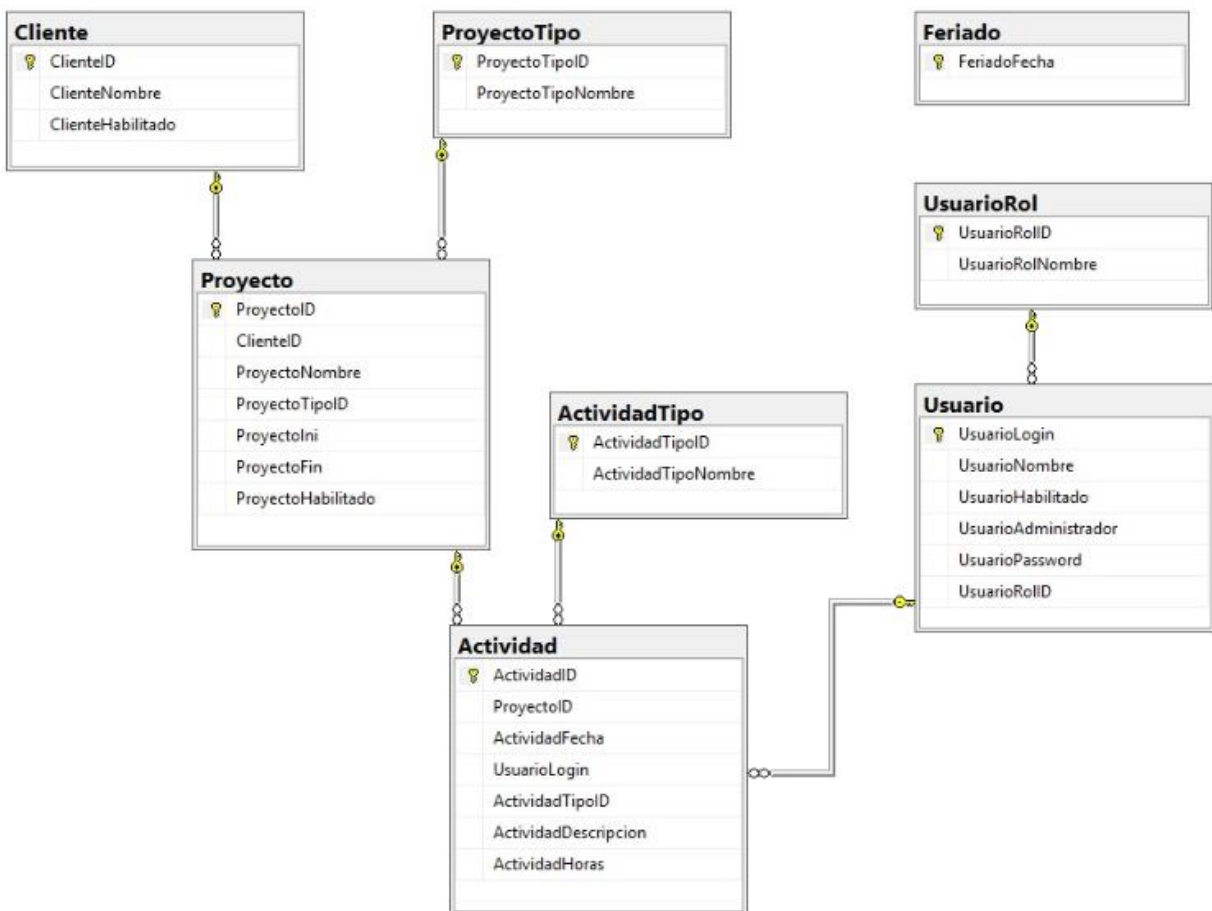 Cliente
ClienteID
ClienteNombre
ClienteHabilitado
ProyectoTipo
ProyectoTipoID
ProyectoTipoNombre
Feriado
FeriadoFecha
UsuarioRol
UsuarioRolID
UsuarioRolNombre
Proyecto
ProyectoID
ClienteID
ProyectoNombre
ProyectoTipoID
ProyectoIni
ProyectoFin
ProyectoHabilitado
ActividadTipo
ActividadTipoID
ActividadTipoNombre
Usuario
UsuarioLogin
UsuarioNombre
UsuarioHabilitado
UsuarioAdministrador
UsuarioPassword
UsuarioRolID
Actividad
ActividadID
ProyectoID
ActividadFecha
UsuarioLogin
ActividadTipoID
ActividadDescripcion
ActividadHoras